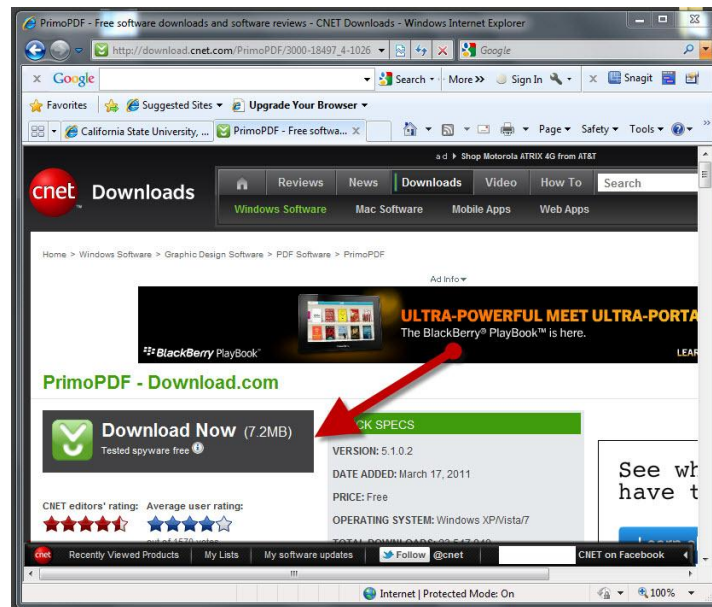 PrimoPDF - Free software downloads and software reviews - CNET Downloads - Windows Internet Explorer
http://download.cnet.com/PrimoPDF/3000-18497_4-1026 Google
x Google Search More >> Sign In x Snagit
Favorites Suggested Sites Upgrade Your Browser
California State University, ... PrimoPDF - Free softwa... X Page Safety Tools »
ad Shop Motorola ATRIX 4G from AT&T
cnet Downloads Reviews News Downloads Video How To Search
Windows Software Mac Software Mobile Apps Web Apps
Home > Windows Software > Graphic Design Software > PDF Software > PrimoPDF
Ad Info
ULTRA-POWERFUL MEET ULTRA-PORTA
The BlackBerry® PlayBook™ is here.
BlackBerry PlayBook™
LEAR
PrimoPDF - Download.com
Download Now (7.2MB)
Tested spyware free
CK SPECS
VERSION: 5.1.0.2
DATE ADDED: March 17, 2011
PRICE: Free
OPERATING SYSTEM: Windows XP/Vista/7
CNET editors' rating: Average user rating:
See wh
have t
cnet Recently Viewed Products My Lists My software updates Follow @cnet CNET on Facebook
Internet | Protected Mode: On 100%